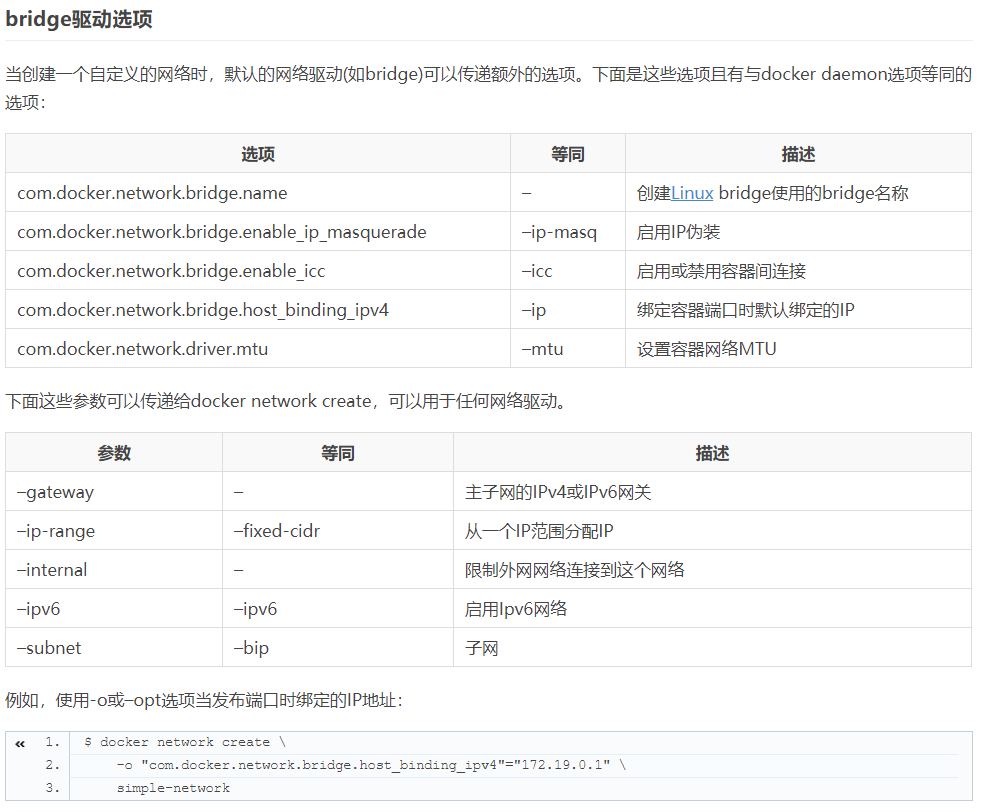 bridge驱动选项
当创建一个自定义的网络时，默认的网络驱动(如bridge)可以传递额外的选项。下面是这些选项且有与docker daemon选项等同的
选项：
选项 等同 描述
com.docker.network.bridge.name – 创建Linux bridge使用的bridge名称
com.docker.network.bridge.enable_ip_masquerade –ip-masq 启用IP伪装
com.docker.network.bridge.enable_icc –icc 启用或禁用容器间连接
com.docker.network.bridge.host_binding_ipv4 –ip 绑定容器端口时默认绑定的IP
com.docker.network.driver.mtu –mtu 设置容器网络MTU
下面这些参数可以传递给docker network create，可以用于任何网络驱动。
参数 等同 描述
–gateway – 主子网的IPv4或IPv6网关
–ip-range –fixed-cidr 从一个IP范围分配IP
–internal – 限制外网网络连接到这个网络
–ipv6 –ipv6 启用Ipv6网络
–subnet –bip 子网
例如，使用-o或–opt选项当发布端口时绑定的IP地址：
« 1. $ docker network create \
2. -o "com.docker.network.bridge.host_binding_ipv4"="172.19.0.1" \
3. simple-network